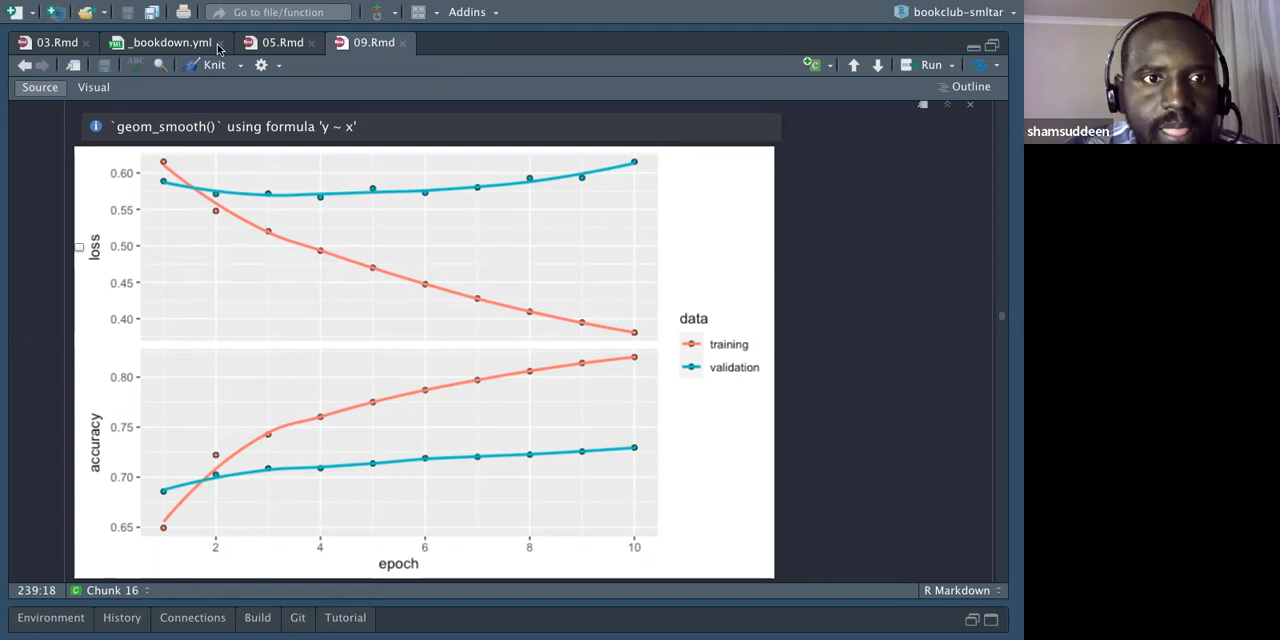 Go to file/function
Addins
bookclub-smltar
03.Rmd
_bookdown.yml
05.Rmd
09.Rmd
ABC
Knit
Run
Source
Visual
Outline
`geom_smooth()` using formula 'y ~ x'
shamsuddeen
0.60
0.55
0.50
0.45
0.40
loss
0.80
0.75
0.70
0.65
accuracy
2
4
6
8
10
epoch
data
training
validation
239:18
Chunk 16
R Markdown
Environment
History
Connections
Build
Git
Tutorial